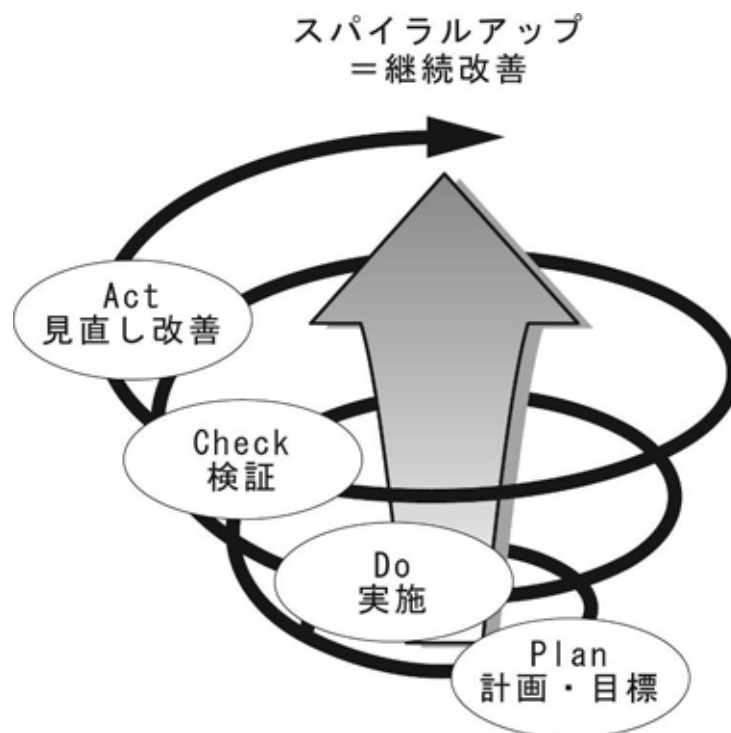 スパイラルアップ
＝継続改善
Act
見直し改善
Check
検証
Do
実施
Plan
計画・目標